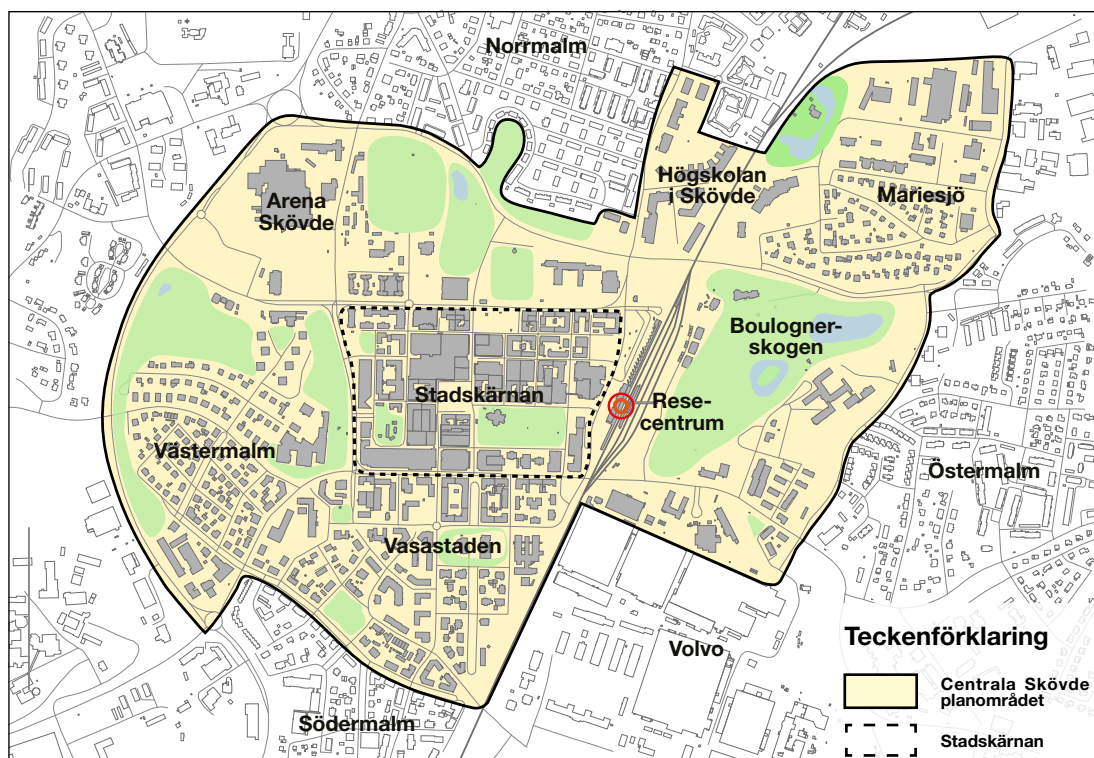 Norrmalm
Högskolan
i Skövde
Mariesjö
Arena
Skövde
Boulogner-
skogen
Stadskärnan
Rese-
centrum
Västermalm
Östermalm
Vasastaden
Volvo
Södermalm
Teckenförklaring
Centrala Skövde
planområdet
Stadskärnan